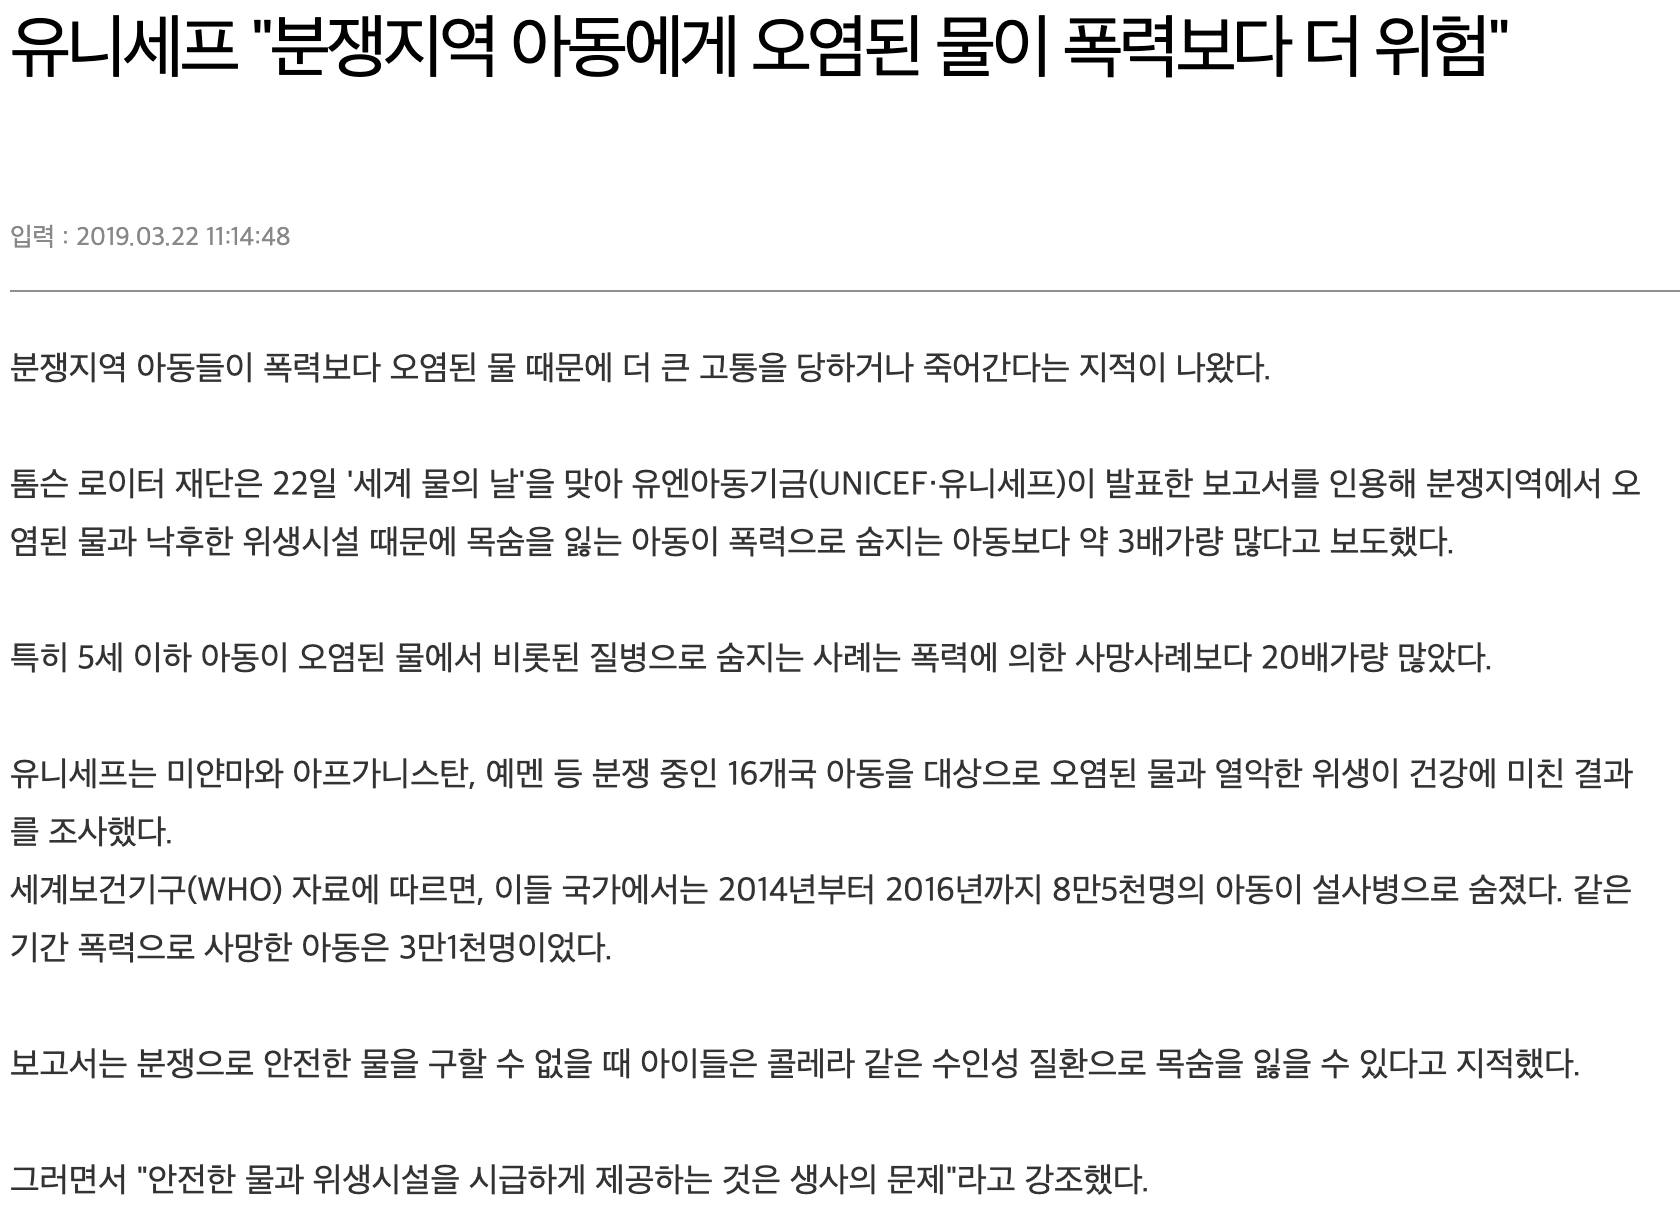 유니세프 "분쟁지역 아동에게 오염된 물이 폭력보다 더 위험"
입력 : 2019.03.22 11:14:48
분쟁지역 아동들이 폭력보다 오염된 물 때문에 더 큰 고통을 당하거나 죽어간다는 지적이 나왔다.
톰슨 로이터 재단은 22일 '세계 물의 날'을 맞아 유엔아동기금(UNICEF·유니세프)이 발표한 보고서를 인용해 분쟁지역에서 오
염된 물과 낙후한 위생시설 때문에 목숨을 잃는 아동이 폭력으로 숨지는 아동보다 약 3배가량 많다고 보도했다.
특히 5세 이하 아동이 오염된 물에서 비롯된 질병으로 숨지는 사례는 폭력에 의한 사망사례보다 20배가량 많았다.
유니세프는 미얀마와 아프가니스탄, 예멘 등 분쟁 중인 16개국 아동을 대상으로 오염된 물과 열악한 위생이 건강에 미친 결과
를 조사했다.
세계보건기구(WHO) 자료에 따르면, 이들 국가에서는 2014년부터 2016년까지 8만5천명의 아동이 설사병으로 숨졌다. 같은
기간 폭력으로 사망한 아동은 3만1천명이었다.
보고서는 분쟁으로 안전한 물을 구할 수 없을 때 아이들은 콜레라 같은 수인성 질환으로 목숨을 잃을 수 있다고 지적했다.
그러면서 "안전한 물과 위생시설을 시급하게 제공하는 것은 생사의 문제"라고 강조했다.